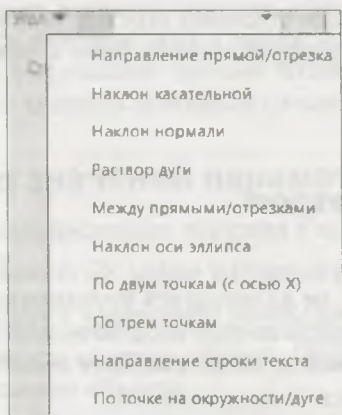 Направление прямой/отрезка
Наклон касательной
Наклон нормали
Раствор дуги
Между прямыми/отрезками
Наклон оси эллипса
По двум точкам (с осью X)
По трем точкам
Направление строки текста
По точке на окружности/дуге